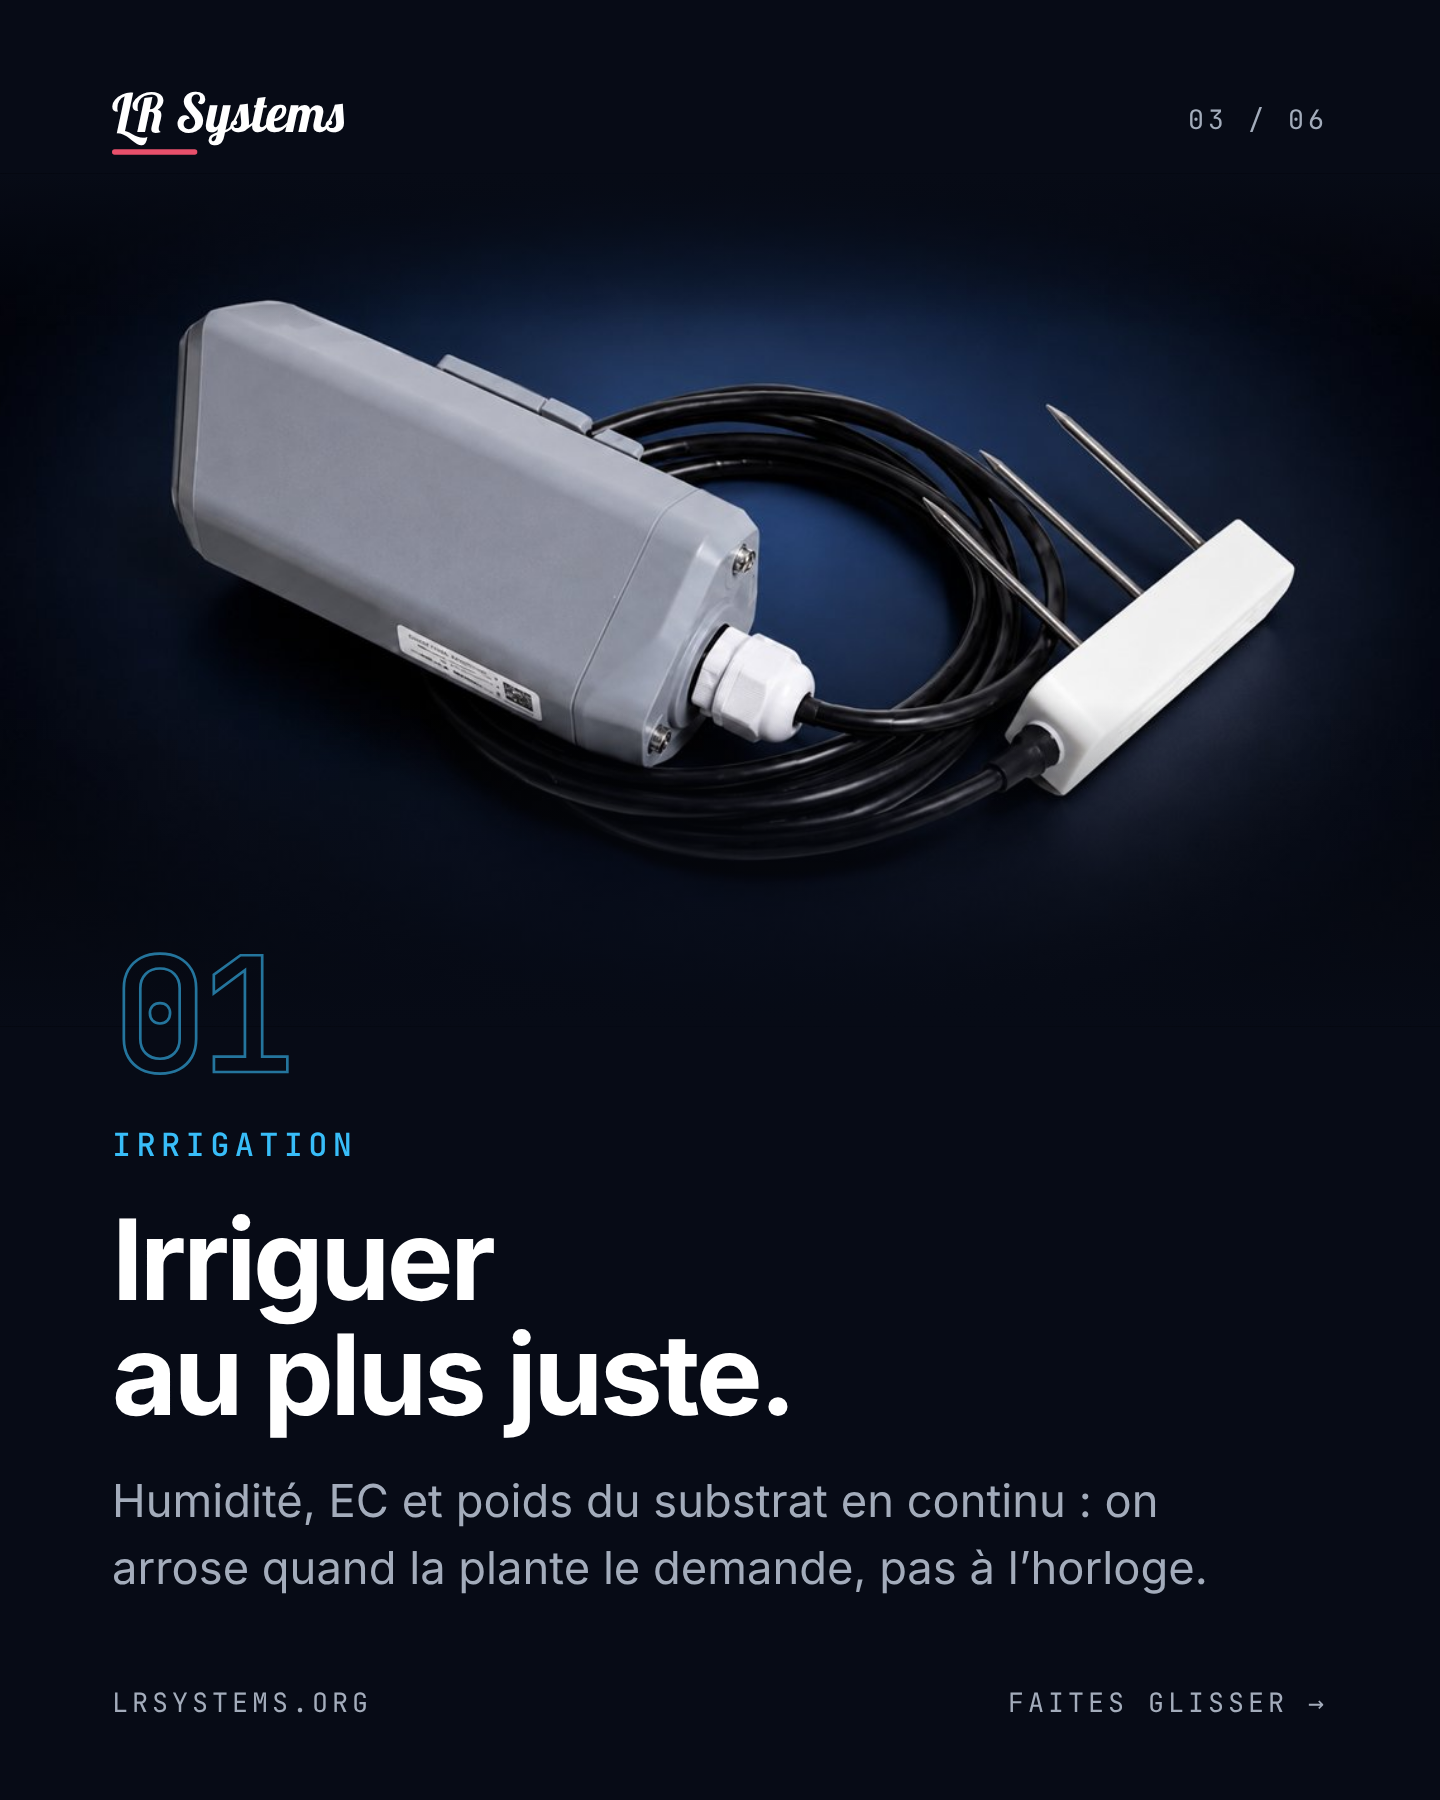 LR Systems
03 / 06
01
IRRIGATION
Irriguer
au plus juste.
Humidité, EC et poids du substrat en continu : on
arrose quand la plante le demande, pas à l’horloge.
LRSYSTEMS.ORG
FAITES GLISSER →